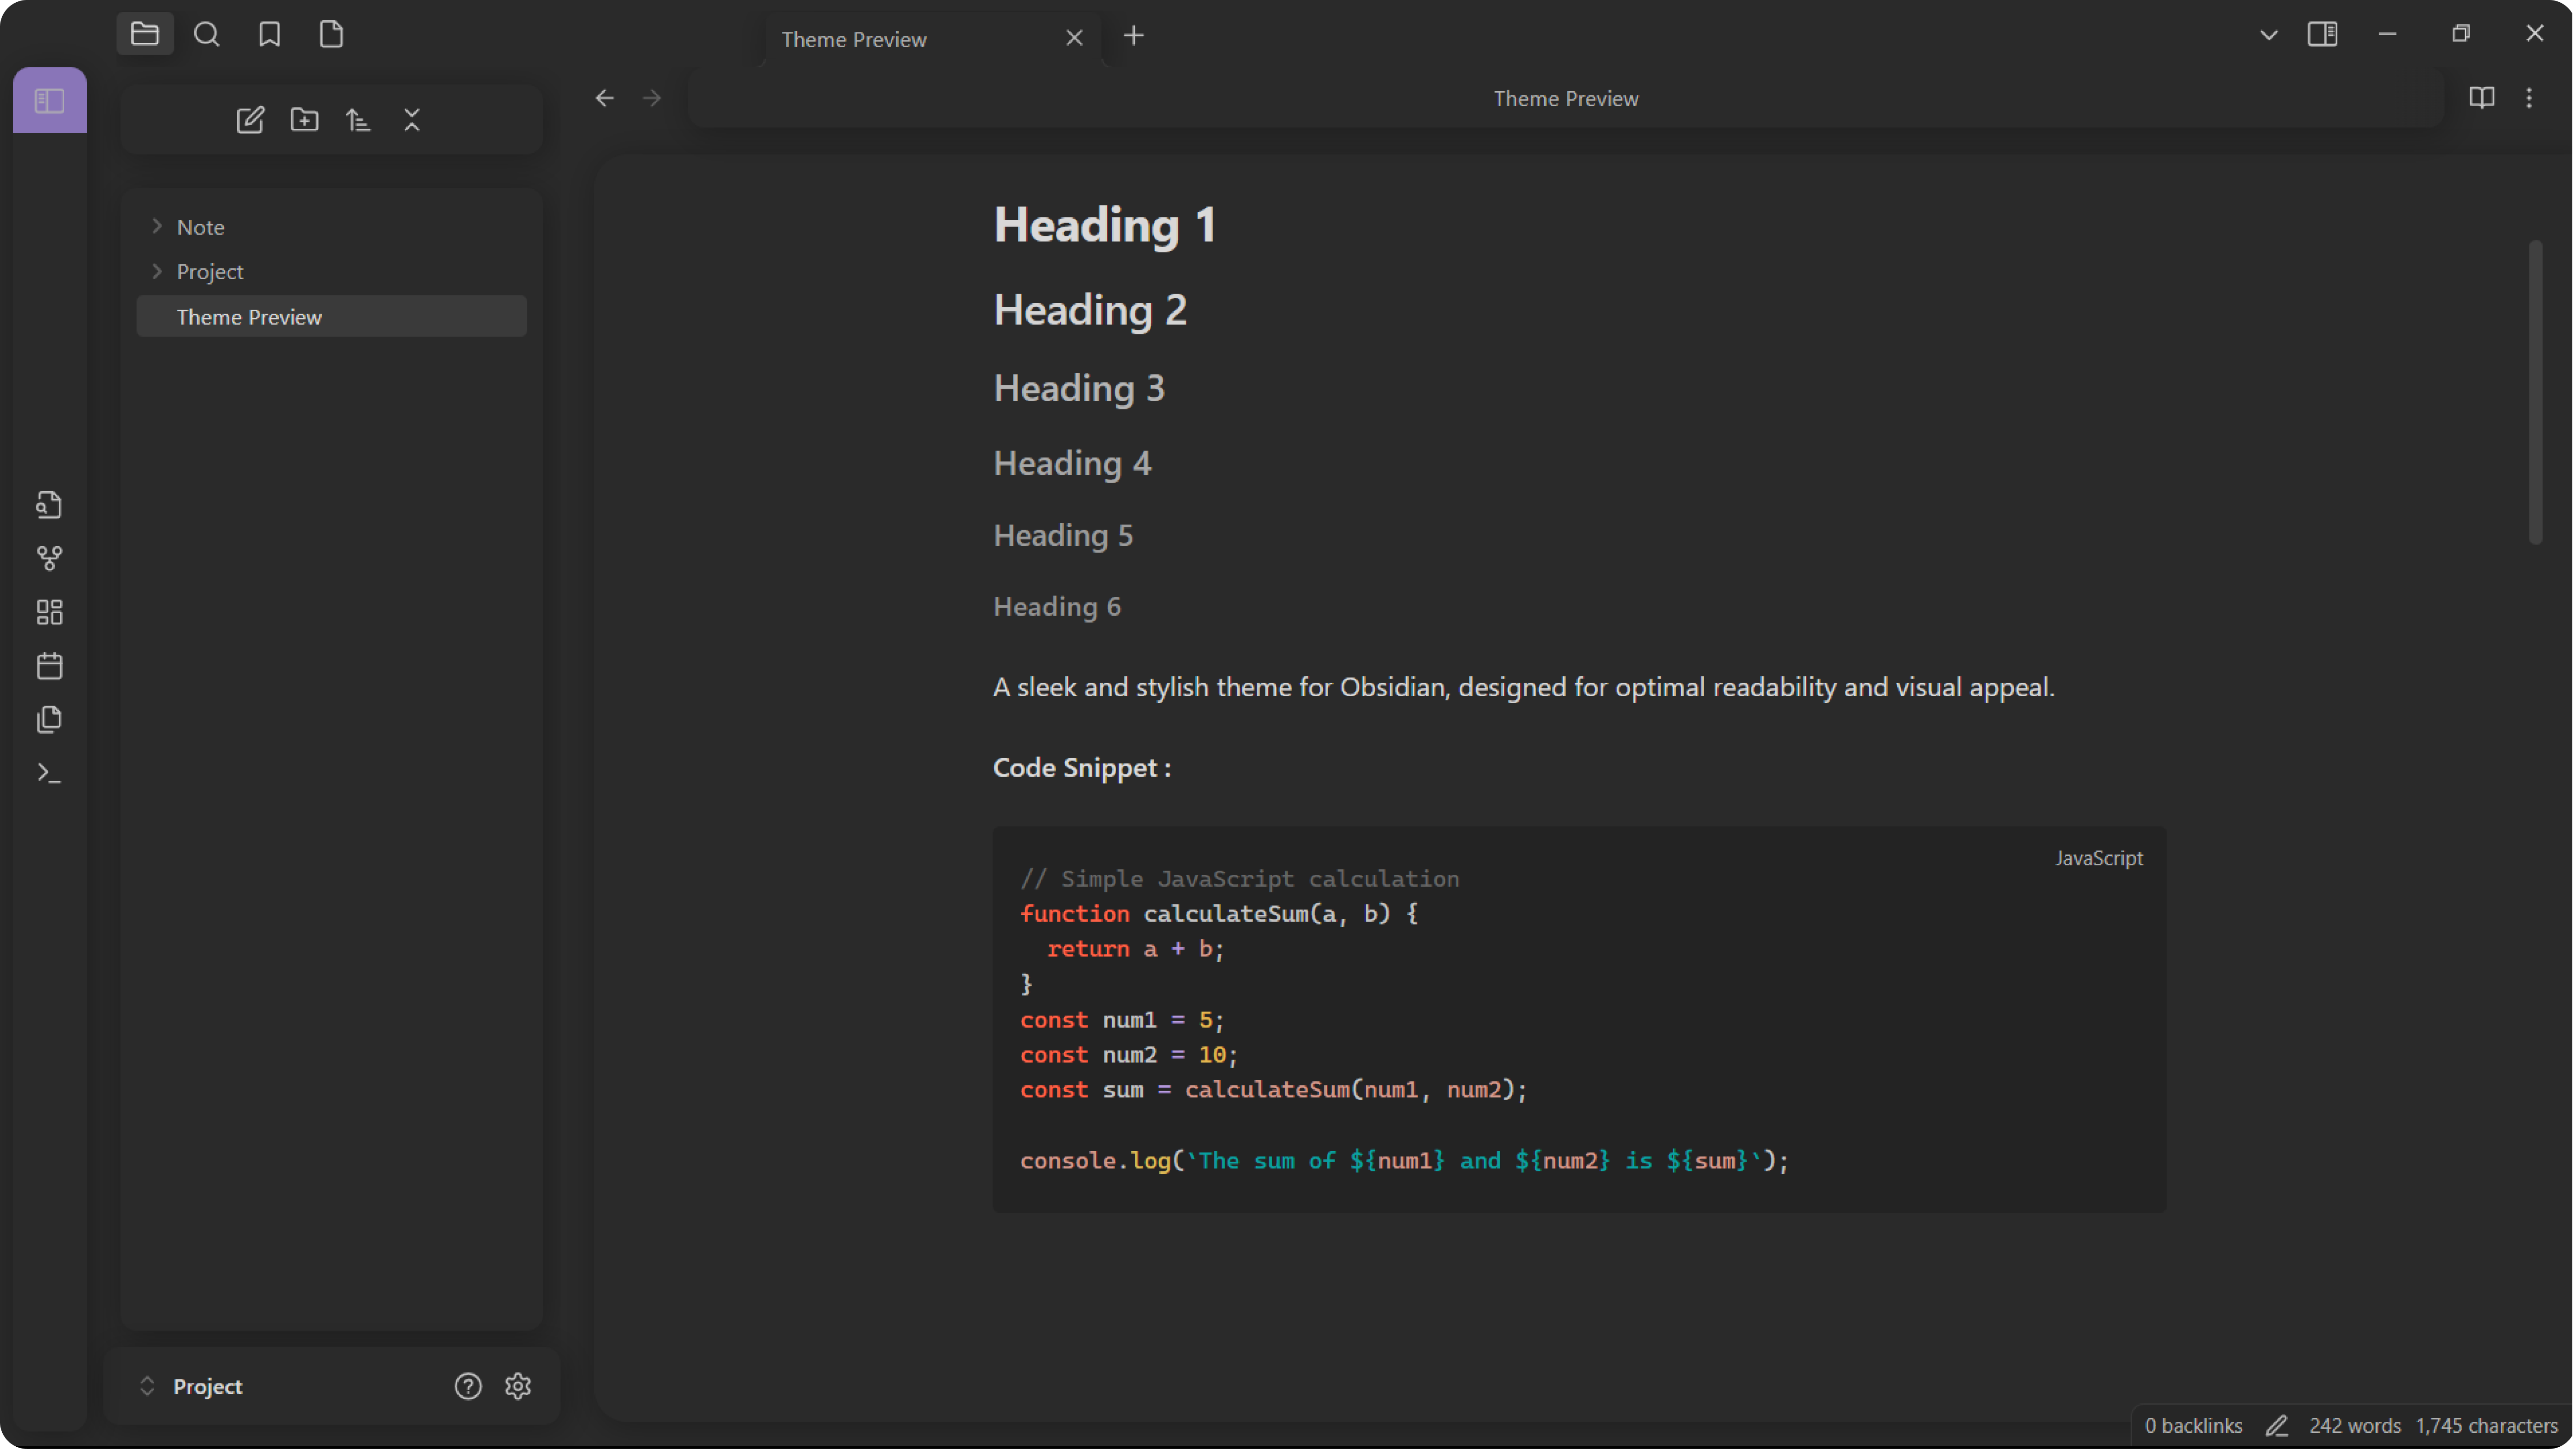 Theme Preview
Theme Preview
Note
Project
Theme Preview
Heading 1
Heading 2
Heading 3
Heading 4
Heading 5
Heading 6
A sleek and stylish theme for Obsidian, designed for optimal readability and visual appeal.
Code Snippet :
JavaScript
// Simple JavaScript calculation
function calculateSum(a, b) {
  return a + b;
}
const num1 = 5;
const num2 = 10;
const sum = calculateSum(num1, num2);
console.log(`The sum of ${num1} and ${num2} is ${sum}`);
Project
0 backlinks 242 words 1,745 characters